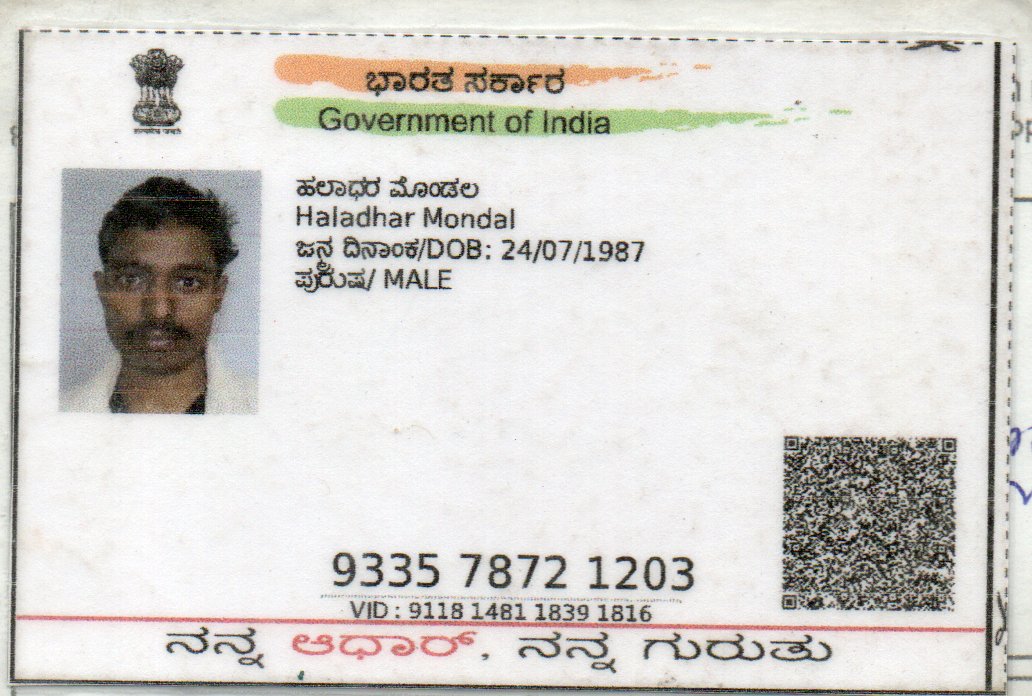 ಭಾರತ ಸರ್ಕಾರ
Government of India
ಹಲಾಧರ ಮೊಂಡಲ
Haladhar Mondal
ಜನ್ಮ ದಿನಾಂಕ/DOB: 24/07/1987
ಪುರುಷ/ MALE
9335 7872 1203
VID : 9118 1481 1839 1816
ನನ್ನ ಆಧಾರ್, ನನ್ನ ಗುರುತು